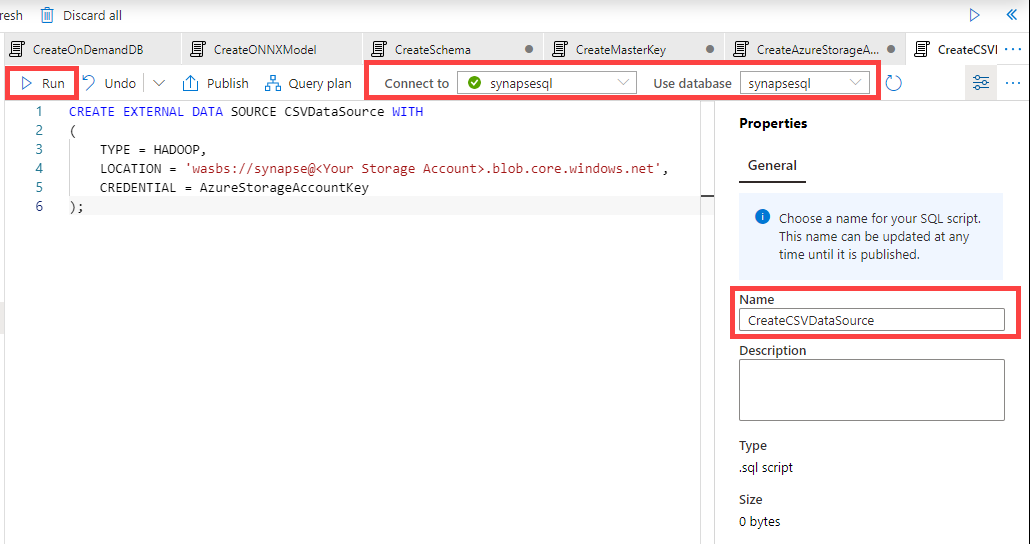 resh Discard all
CreateOnDemandDB CreateONNXModel CreateSchema CreateMasterKey CreateAzureStorageA... CreateCSVI ...
Run Undo Publish Query plan Connect to synapsesql Use database synapsesql ...
1 CREATE EXTERNAL DATA SOURCE CSVDataSource WITH
2 (
3 TYPE = HADOOP,
4 LOCATION = 'wasbs://synapse@<Your Storage Account>.blob.core.windows.net',
5 CREDENTIAL = AzureStorageAccountKey
6 );
Properties
General
Choose a name for your SQL script.
This name can be updated at any
time until it is published.
Name
CreateCSVDataSource
Description
Type
.sql script
Size
0 bytes